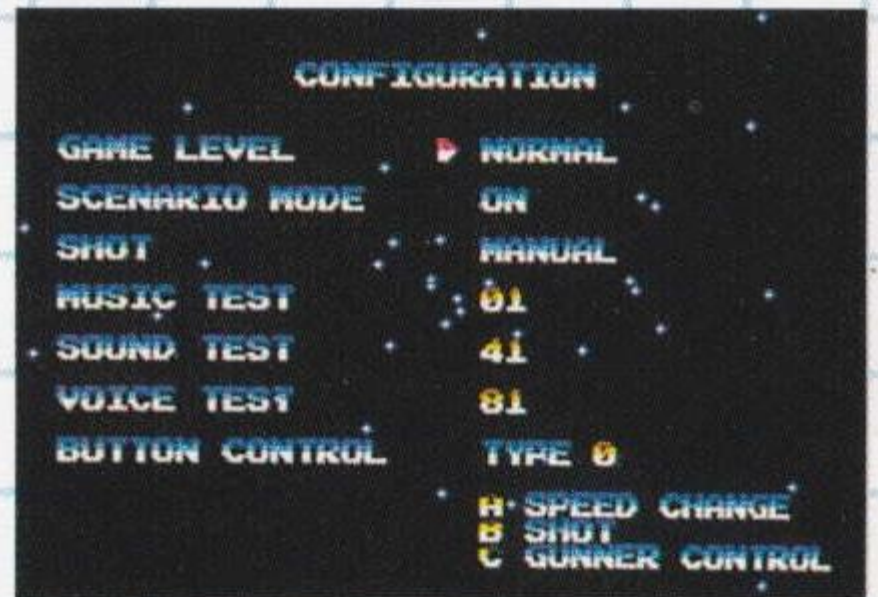 CONFIGURATION
GAME LEVEL NORMAL
SCENARIO MODE ON
SHOT MANUAL
MUSIC TEST 01
SOUND TEST 41
VOICE TEST 81
BUTTON CONTROL TYPE 0
A SPEED CHANGE
B SHOT
C GUNNER CONTROL